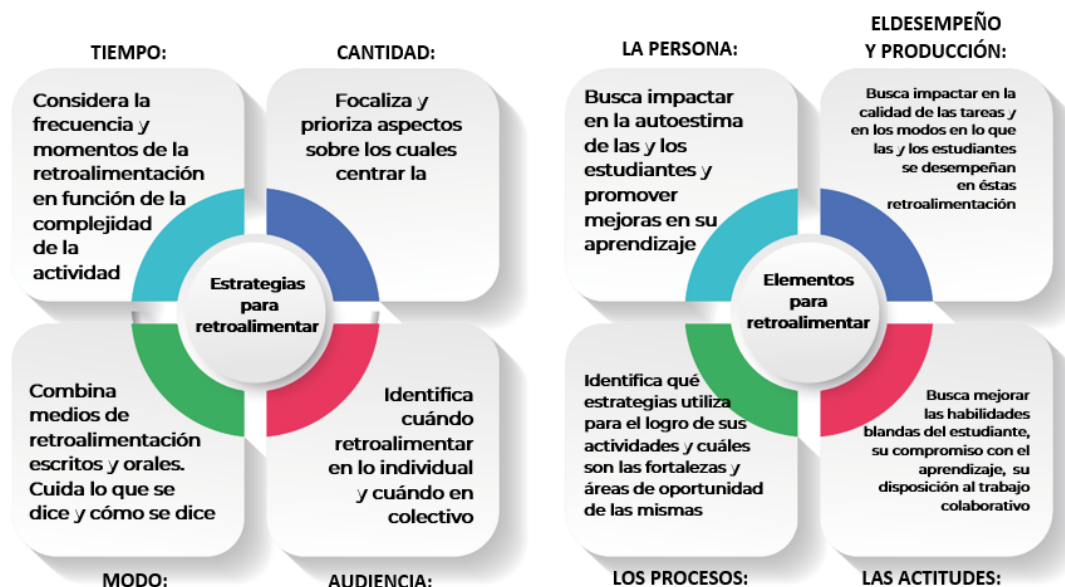 TIEMPO:
Considera la
frecuencia y
momentos de la
retroalimentación
en función de la
complejidad
de la
actividad
CANTIDAD:
Focaliza y
prioriza aspectos
sobre los cuales
centrar la
Estrategias
para
retroalimentar
Combina
medios de
retroalimentación
escritos y orales.
Cuida lo que se
dice y cómo se dice
MODO:
Identifica
cuándo
retroalimentar
en lo individual
y cuándo en
colectivo
AUDIENCIA:
LA PERSONA:
Busca impactar
en la autoestima
de las y los
estudiantes y
promover
mejoras en su
aprendizaje
ELDESEMPEÑO
Y PRODUCCIÓN:
Busca impactar en la
calidad de las tareas y
en los modos en lo que
las y los estudiantes
se desempeñan
en éstas
retroalimentación
Elementos
para
retroalimentar
Identifica qué
estrategias utiliza
para el logro de sus
actividades y cuáles
son las fortalezas y
áreas de oportunidad
de las mismas
LOS PROCESOS:
Busca mejorar
las habilidades
blandas del estudiante,
su compromiso con el
aprendizaje, su
disposición al trabajo
colaborativo
LAS ACTITUDES: